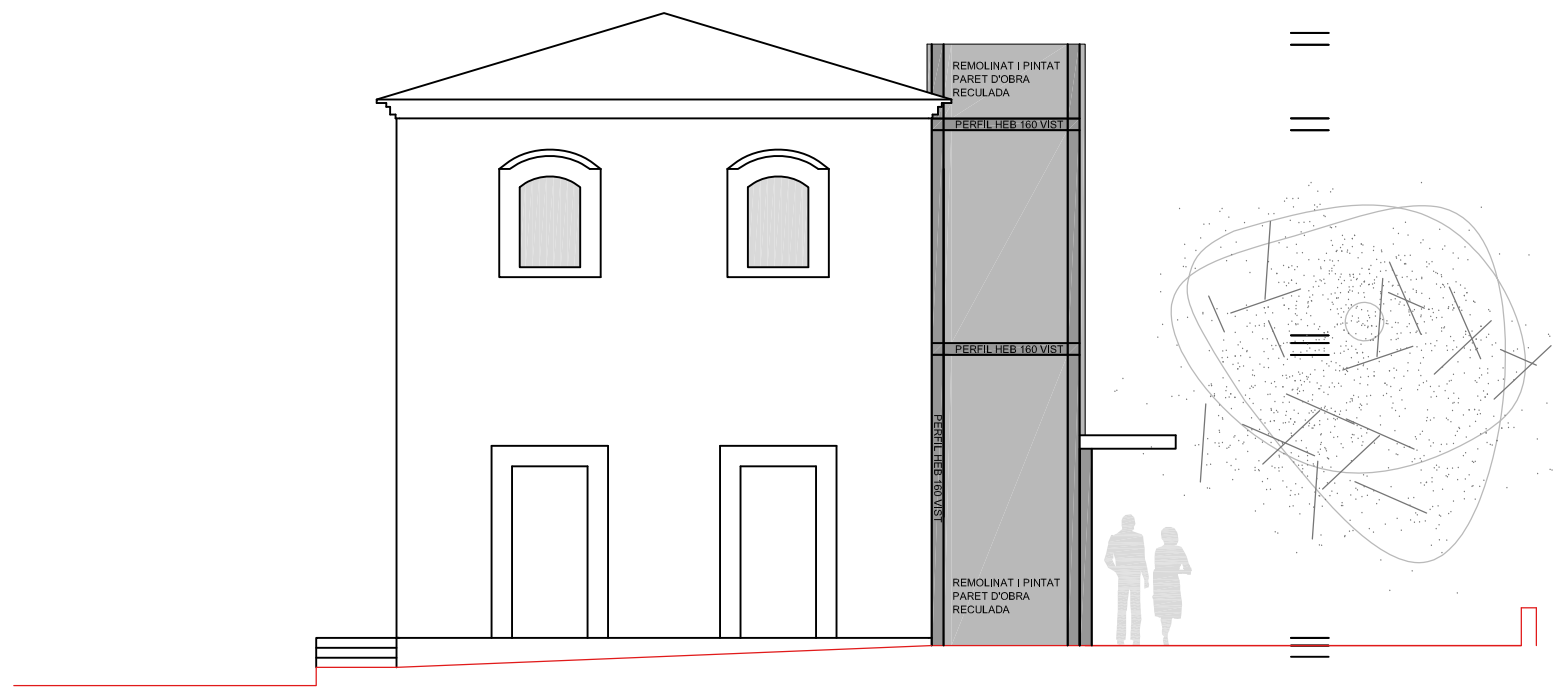 REMOLINAT I PINTAT
PARET D'OBRA
RECULADA
PERFIL HEB 160 VIST
PERFIL HEB 160 VIST
PERFIL HEB 160 VIST
REMOLINAT I PINTAT
PARET D'OBRA
RECULADA